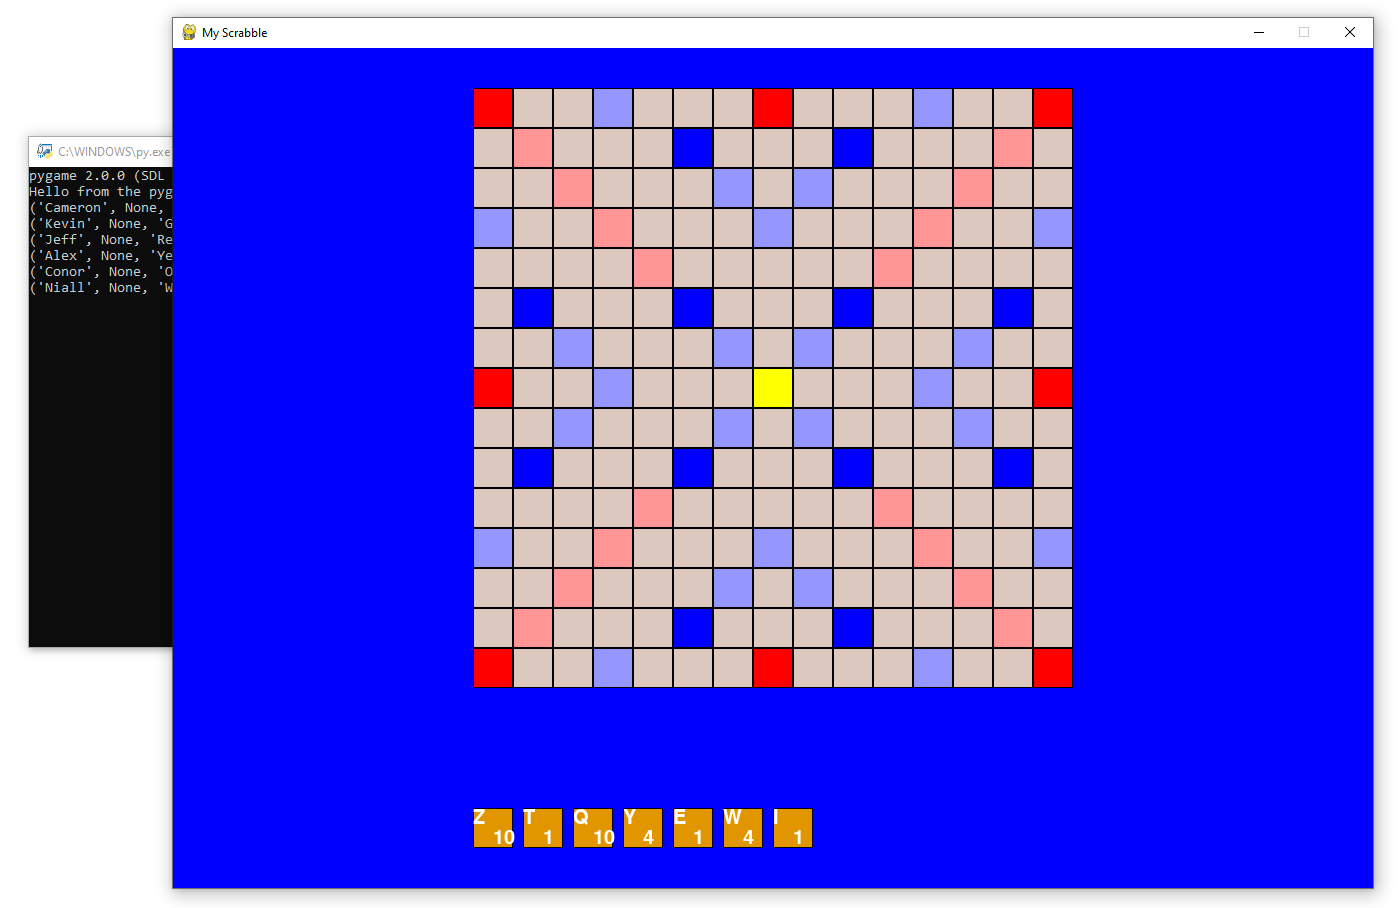 My Scrabble
C:\WINDOWS\py.exe
pygame 2.0.0 (SDL
Hello from the pyg
('Cameron', None,
('Kevin', None, 'G
('Jeff', None, 'Re
('Alex', None, 'Ye
('Conor', None, 'O
('Niall', None, 'W
Z T Q Y E W I
10 1 10 4 1 4 1